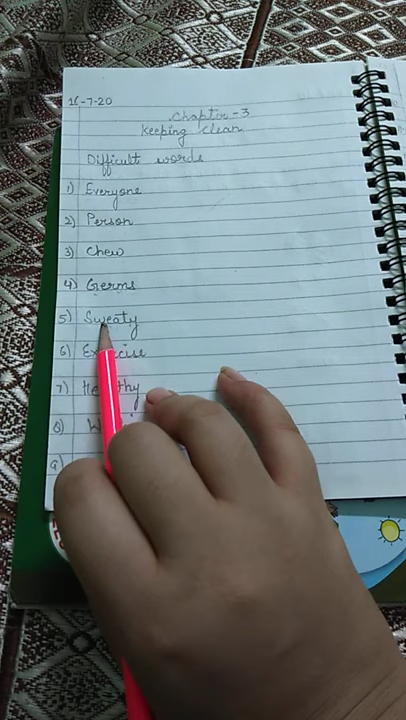 16-7-20
Chapter-3
Keeping clean
Difficult words
1) Everyone
2) Person
3) Chew
4) Germs
5) Sweaty
6) Exercise
7) Healthy
8)
9)